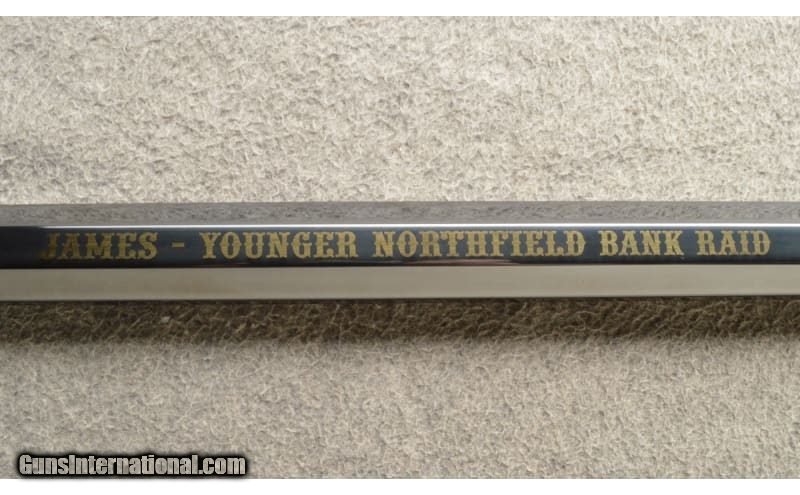 JAMES - YOUNGER NORTHFIELD BANK RAID
GunsInternational.com